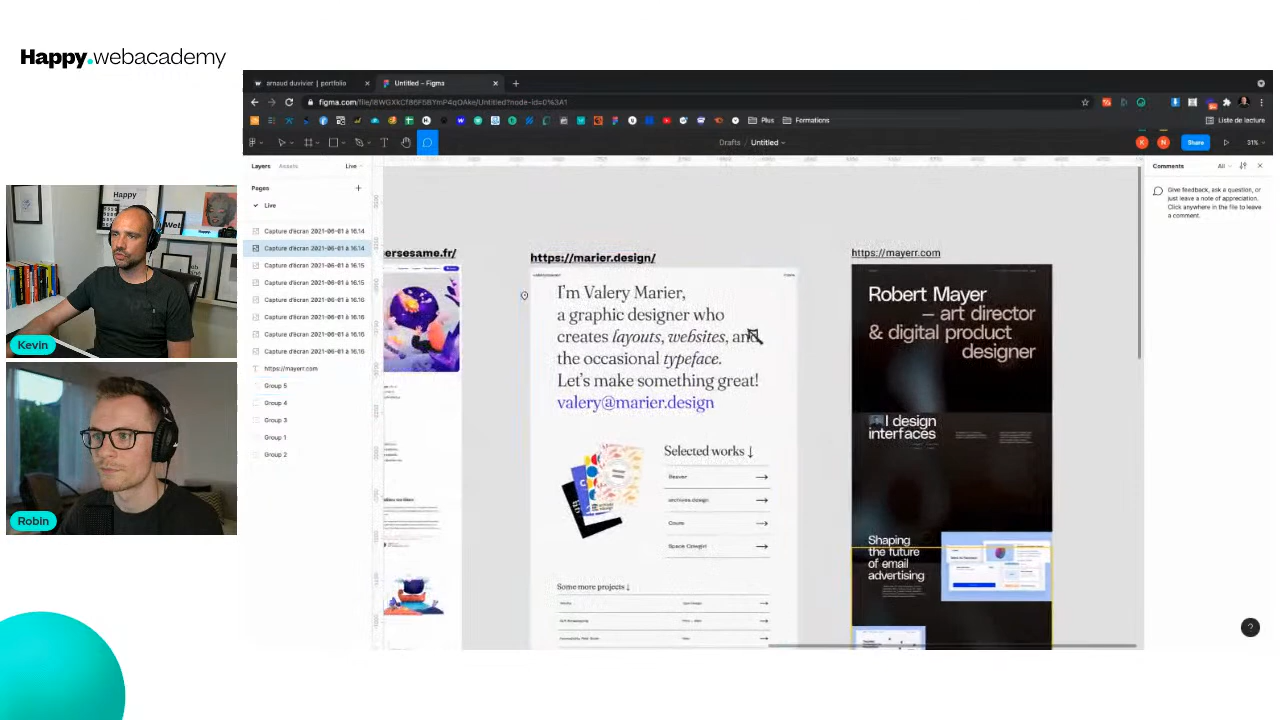 Happy.webacademy
arnaud duvivier | portfolio
Untitled – Figma
Plus
Formations
Liste de lecture
Drafts / Untitled
K
N
Share
31%
Layers
Assets
Live
Pages
Live
Capture d'écran 2021-06-01 à 16.14
Capture d'écran 2021-06-01 à 16.14
Capture d'écran 2021-06-01 à 16.15
Capture d'écran 2021-06-01 à 16.15
Capture d'écran 2021-06-01 à 16.16
Capture d'écran 2021-06-01 à 16.16
Capture d'écran 2021-06-01 à 16.16
Capture d'écran 2021-06-01 à 16.16
https://mayerr.com
Group 5
Group 4
Group 3
Group 1
Group 2
ersesame.fr/
https://marier.design/
I'm Valery Marier,
a graphic designer who
creates layouts, websites, and
the occasional typeface.
Let's make something great!
valery@marier.design
Selected works ↓
Beaver
archives.design
Space Cowgirl
Some more projects ↓
https://mayerr.com
Robert Mayer
– art director
& digital product
designer
I design
interfaces
Shaping
the future
of email
advertising
Comments
All
Give feedback, ask a question, or
just leave a note of appreciation.
Click anywhere in the file to leave
a comment.
?
Happy
Kevin
Robin